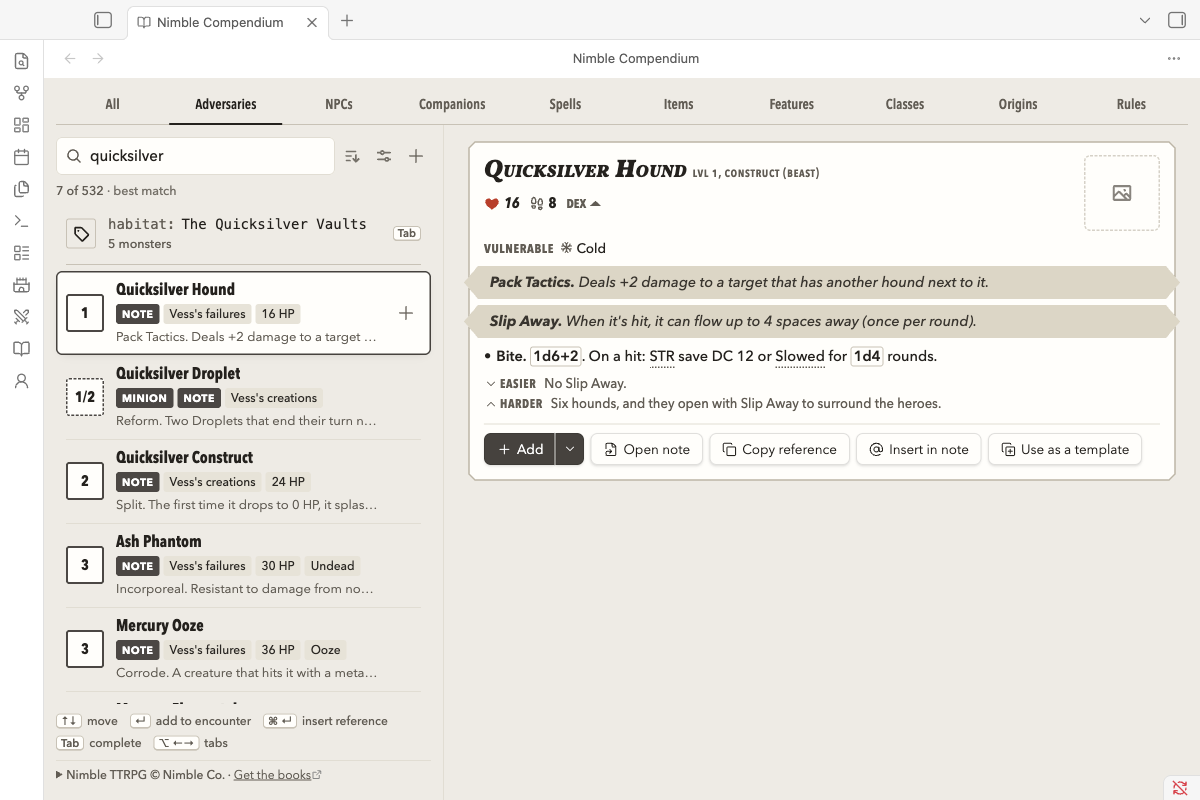 Nimble Compendium
Nimble Compendium
All Adversaries NPCs Companions Spells Items Features Classes Origins Rules
quicksilver
7 of 532 · best match
habitat: The Quicksilver Vaults
5 monsters
Tab
1
Quicksilver Hound
NOTE Vess's failures 16 HP
Pack Tactics. Deals +2 damage to a target …
1/2
Quicksilver Droplet
MINION NOTE Vess's creations
Reform. Two Droplets that end their turn n…
2
Quicksilver Construct
NOTE Vess's creations 24 HP
Split. The first time it drops to 0 HP, it splas…
3
Ash Phantom
NOTE Vess's failures 30 HP Undead
Incorporeal. Resistant to damage from no…
3
Mercury Ooze
NOTE Vess's failures 36 HP Ooze
Corrode. A creature that hits it with a meta…
↑↓ move ↵ add to encounter ⌘ ↵ insert reference
Tab complete ⌥ ←→ tabs
Nimble TTRPG © Nimble Co. · Get the books
Quicksilver Hound LVL 1, CONSTRUCT (BEAST)
16 8 DEX
VULNERABLE Cold
Pack Tactics. Deals +2 damage to a target that has another hound next to it.
Slip Away. When it's hit, it can flow up to 4 spaces away (once per round).
• Bite. 1d6+2. On a hit: STR save DC 12 or Slowed for 1d4 rounds.
EASIER No Slip Away.
HARDER Six hounds, and they open with Slip Away to surround the heroes.
+ Add Open note Copy reference Insert in note Use as a template